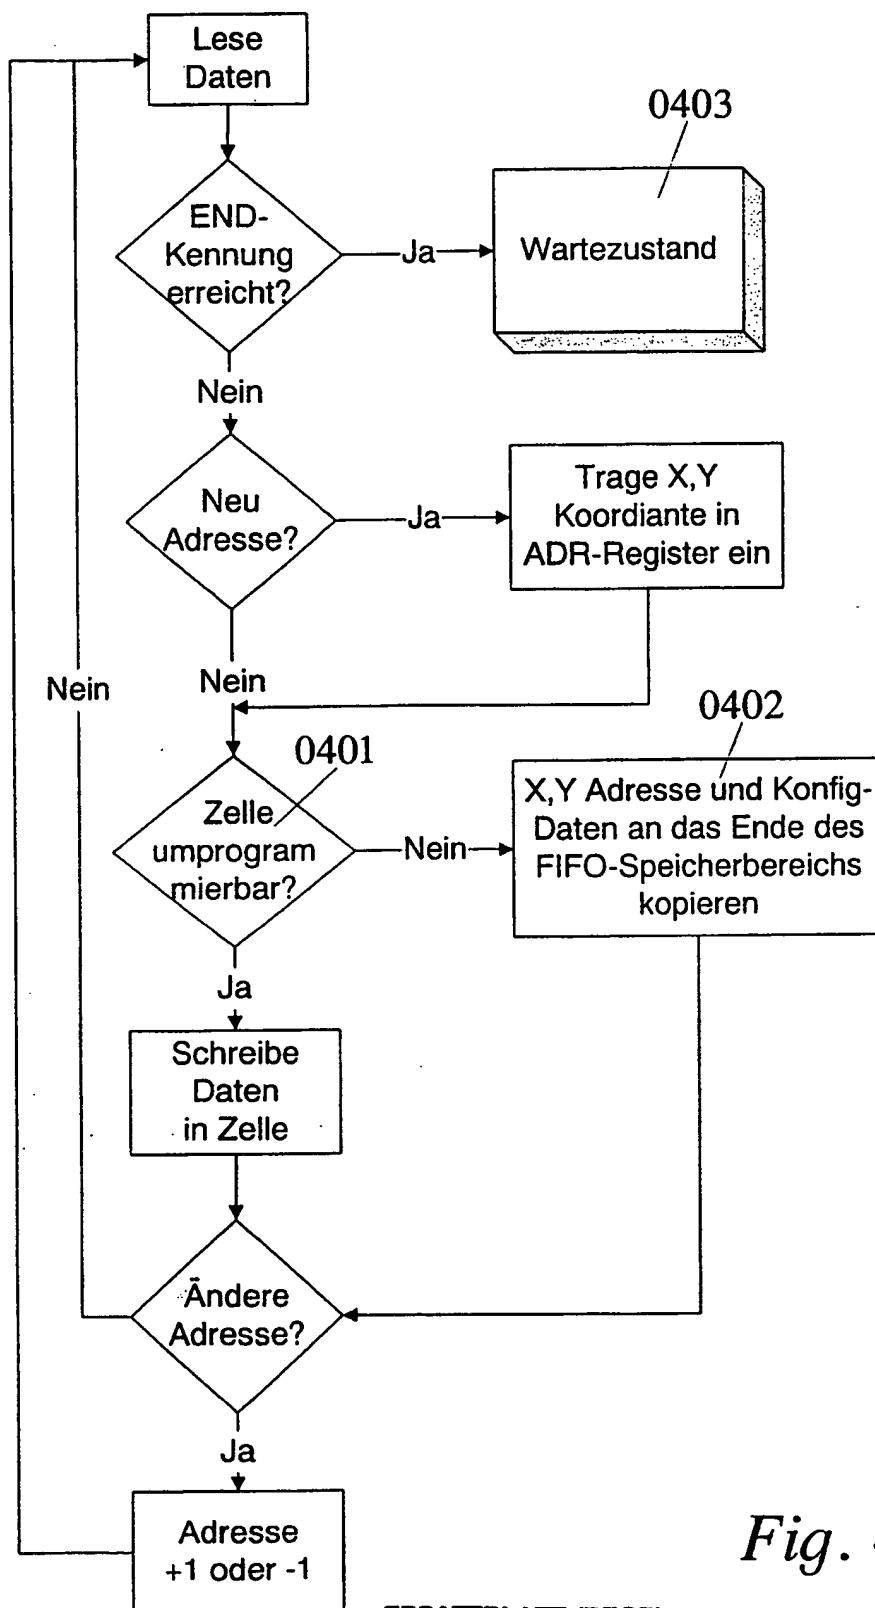 Lese
Daten
0403
END-
Kennung
erreicht?
Ja
Wartezustand
Nein
Neu
Adresse?
Ja
Trage X,Y
Koordiante in
ADR-Register ein
Nein
Nein
0402
0401
Zelle
umprogram
mierbar?
Nein
X,Y Adresse und Konfig-
Daten an das Ende des
FIFO-Speicherbereichs
kopieren
Ja
Schreibe
Daten
in Zelle
Ändere
Adresse?
Ja
Adresse
+1 oder -1
Fig.